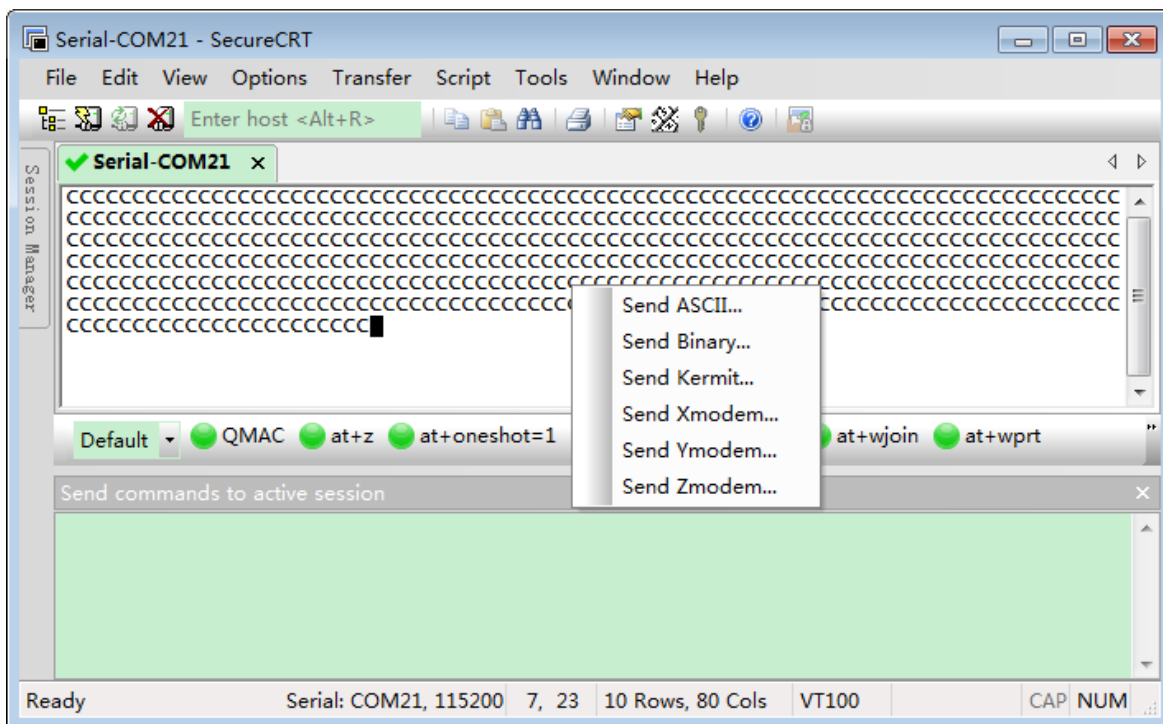 Serial-COM21 - SecureCRT
File Edit View Options Transfer Script Tools Window Help
Enter host <Alt+R>
Session Manager
Serial-COM21 x
CCCCCCCCCCCCCCCCCCCCCCCCCCCCCCCCCCCCCCCCCCCCCCCCCCCCCCCCCCCCCCCCCCCCCCCCCCCCCCCC
CCCCCCCCCCCCCCCCCCCCCCCCCCCCCCCCCCCCCCCCCCCCCCCCCCCCCCCCCCCCCCCCCCCCCCCCCCCCCCCC
CCCCCCCCCCCCCCCCCCCCCCCCCCCCCCCCCCCCCCCCCCCCCCCCCCCCCCCCCCCCCCCCCCCCCCCCCCCCCCCC
CCCCCCCCCCCCCCCCCCCCCCCCCCCCCCCCCCCCCCCCCCCCCCCCCCCCCCCCCCCCCCCCCCCCCCCCCCCCCCCC
CCCCCCCCCCCCCCCCCCCCCCCCCCCCCCCCCCCCCCCCCCCCCCCCCCCCCCCCCCCCCCCCCCCCCCCCCCCCCCCC
CCCCCCCCCCCCCCCCCCCCCCCCCCCCCCCCCCCCCC CCCCCCCCCCCCCCCCCCCCCCC
CCCCCCCCCCCCCCCCCCCCCCC
Send ASCII...
Send Binary...
Send Kermit...
Send Xmodem...
Send Ymodem...
Send Zmodem...
Default QMAC at+z at+oneshot=1 at+wjoin at+wprt
Send commands to active session
Ready Serial: COM21, 115200 7, 23 10 Rows, 80 Cols VT100 CAP NUM